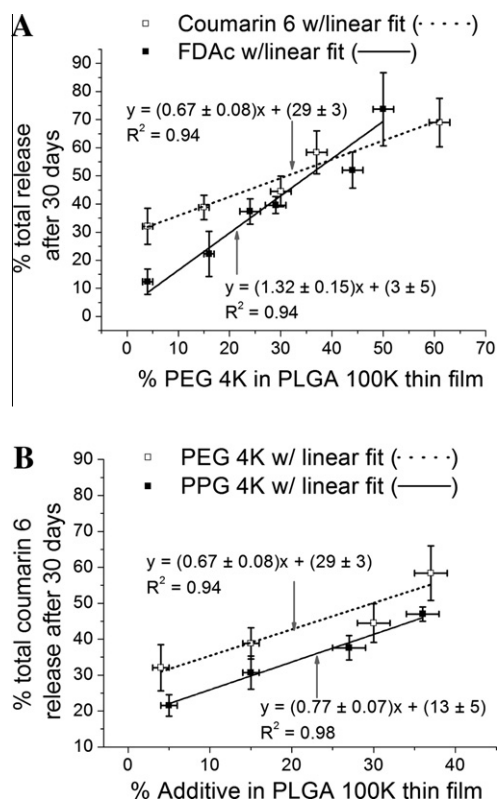 A
Coumarin 6 w/linear fit (· · · · ·)
FDAc w/linear fit (——)
90
80
70
60
50
40
30
20
10
0
% total release
after 30 days
y = (0.67 ± 0.08)x + (29 ± 3)
R² = 0.94
y = (1.32 ± 0.15)x + (3 ± 5)
R² = 0.94
0 10 20 30 40 50 60 70
% PEG 4K in PLGA 100K thin film
B
PEG 4K w/ linear fit (· · · · ·)
PPG 4K w/ linear fit (——)
90
80
70
60
50
40
30
20
10
% total coumarin 6
release after 30 days
y = (0.67 ± 0.08)x + (29 ± 3)
R² = 0.94
y = (0.77 ± 0.07)x + (13 ± 5)
R² = 0.98
0 10 20 30 40
% Additive in PLGA 100K thin film